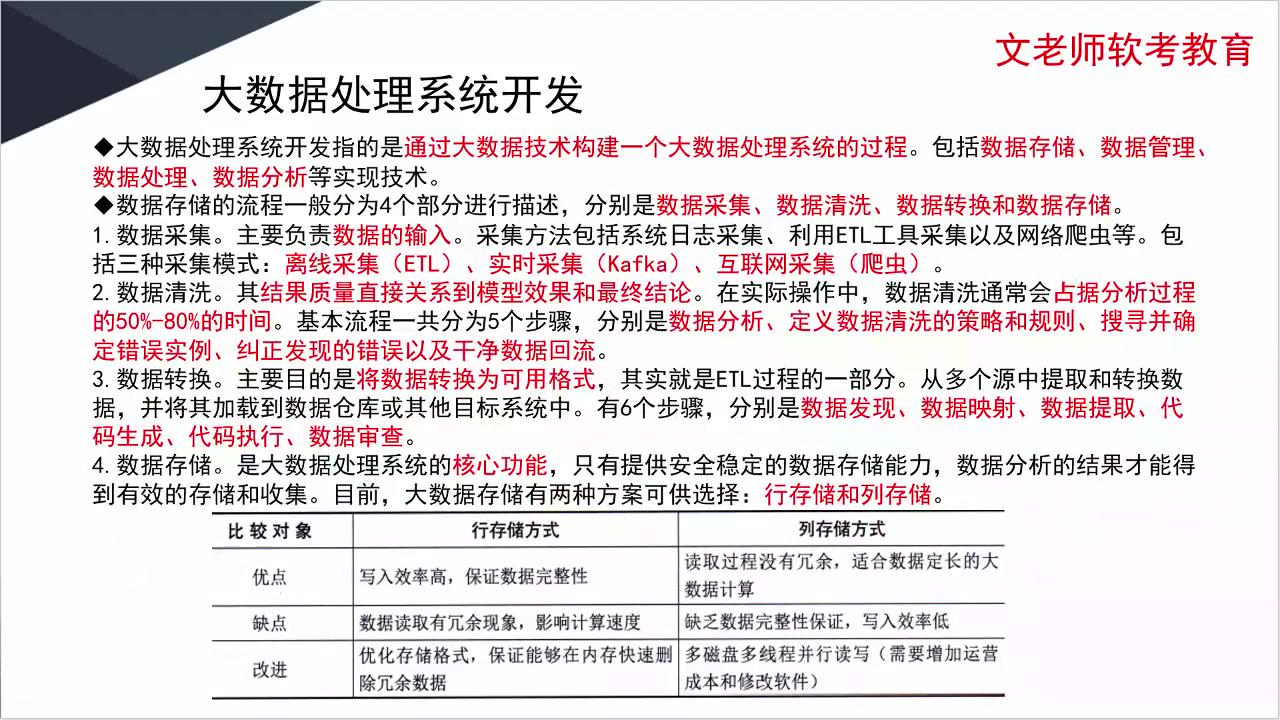 文老师软考教育
大数据处理系统开发
◆大数据处理系统开发指的是通过大数据技术构建一个大数据处理系统的过程。包括数据存储、数据管理、
数据处理、数据分析等实现技术。
◆数据存储的流程一般分为4个部分进行描述，分别是数据采集、数据清洗、数据转换和数据存储。
1.数据采集。主要负责数据的输入。采集方法包括系统日志采集、利用ETL工具采集以及网络爬虫等。包
括三种采集模式：离线采集（ETL）、实时采集（Kafka）、互联网采集（爬虫）。
2.数据清洗。其结果质量直接关系到模型效果和最终结论。在实际操作中，数据清洗通常会占据分析过程
的50%-80%的时间。基本流程一共分为5个步骤，分别是数据分析、定义数据清洗的策略和规则、搜寻并确
定错误实例、纠正发现的错误以及干净数据回流。
3.数据转换。主要目的是将数据转换为可用格式，其实就是ETL过程的一部分。从多个源中提取和转换数
据，并将其加载到数据仓库或其他目标系统中。有6个步骤，分别是数据发现、数据映射、数据提取、代
码生成、代码执行、数据审查。
4.数据存储。是大数据处理系统的核心功能，只有提供安全稳定的数据存储能力，数据分析的结果才能得
到有效的存储和收集。目前，大数据存储有两种方案可供选择：行存储和列存储。
比较对象 行存储方式 列存储方式
优点 写入效率高，保证数据完整性 读取过程没有冗余，适合数据定长的大
数据计算
缺点 数据读取有冗余现象，影响计算速度 缺乏数据完整性保证，写入效率低
改进 优化存储格式，保证能够在内存快速删 多磁盘多线程并行读写（需要增加运营
除冗余数据 成本和修改软件）